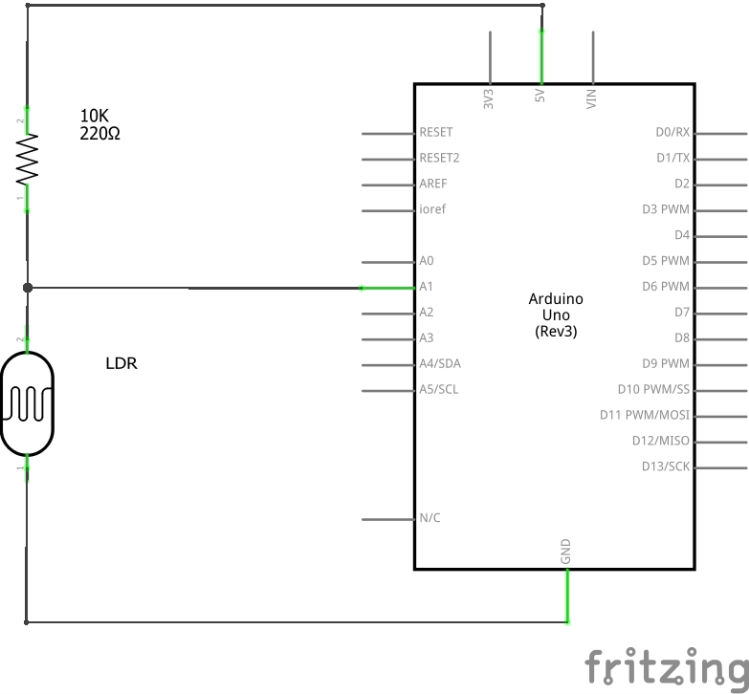 3V3
5V
VIN
2
10K
220Ω
1
RESET
RESET2
AREF
ioref
A0
A1
A2
A3
A4/SDA
A5/SCL
N/C
D0/RX
D1/TX
D2
D3 PWM
D4
D5 PWM
D6 PWM
D7
D8
D9 PWM
D10 PWM/SS
D11 PWM/MOSI
D12/MISO
D13/SCK
Arduino
Uno
(Rev3)
2
LDR
1
GND
fritzing